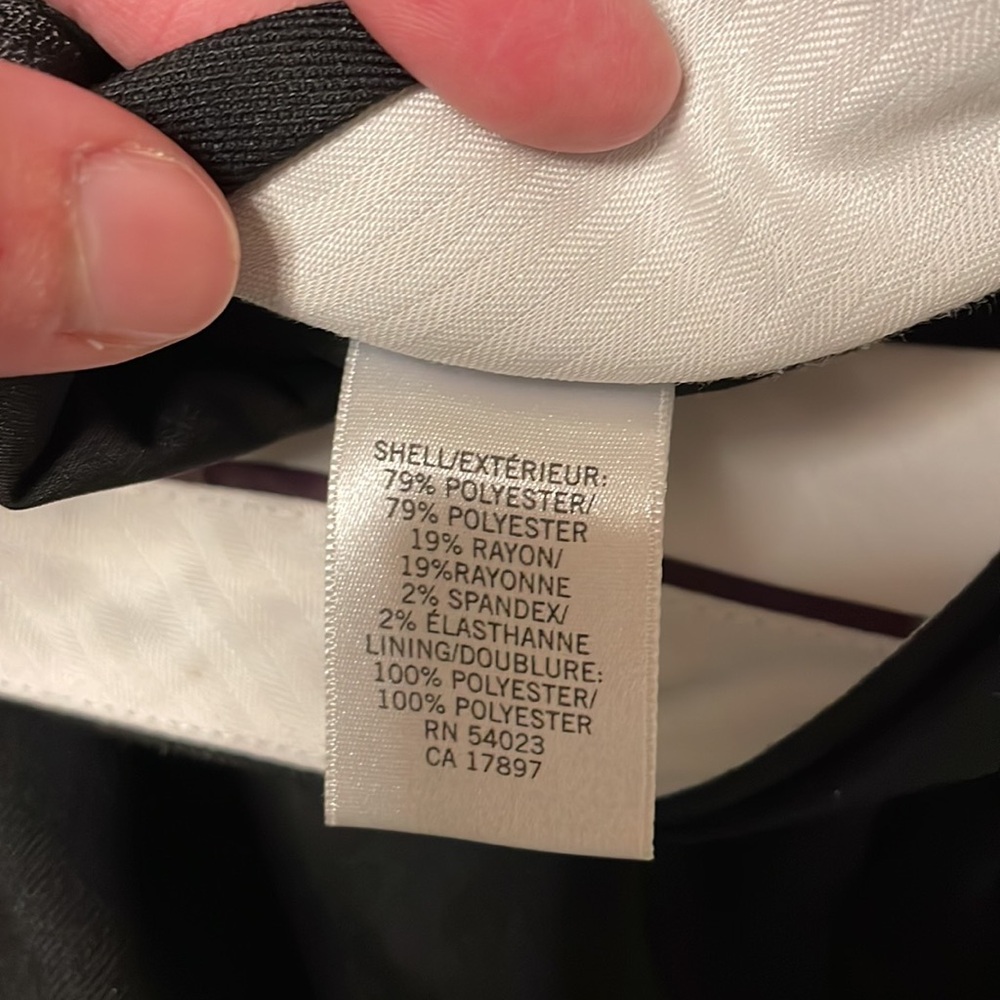 SHELL/EXTÉRIEUR:
79% POLYESTER/
79% POLYESTER
19% RAYON/
19%RAYONNE
2% SPANDEX/
2% ÉLASTHANNE
LINING/DOUBLURE:
100% POLYESTER/
100% POLYESTER
RN 54023
CA 17897